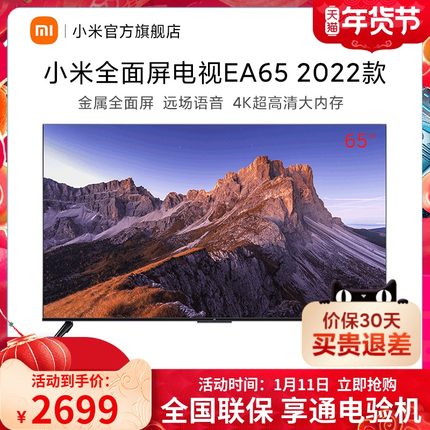 小米官方旗舰店
天猫 年货节
小米全面屏电视EA65 2022款
金属全面屏 远场语音 4K超高清大内存
65"
价保30天
买贵退差
活动到手价：
¥2699
活动时间：1月11日 立即抢购
全国联保 享通电验机